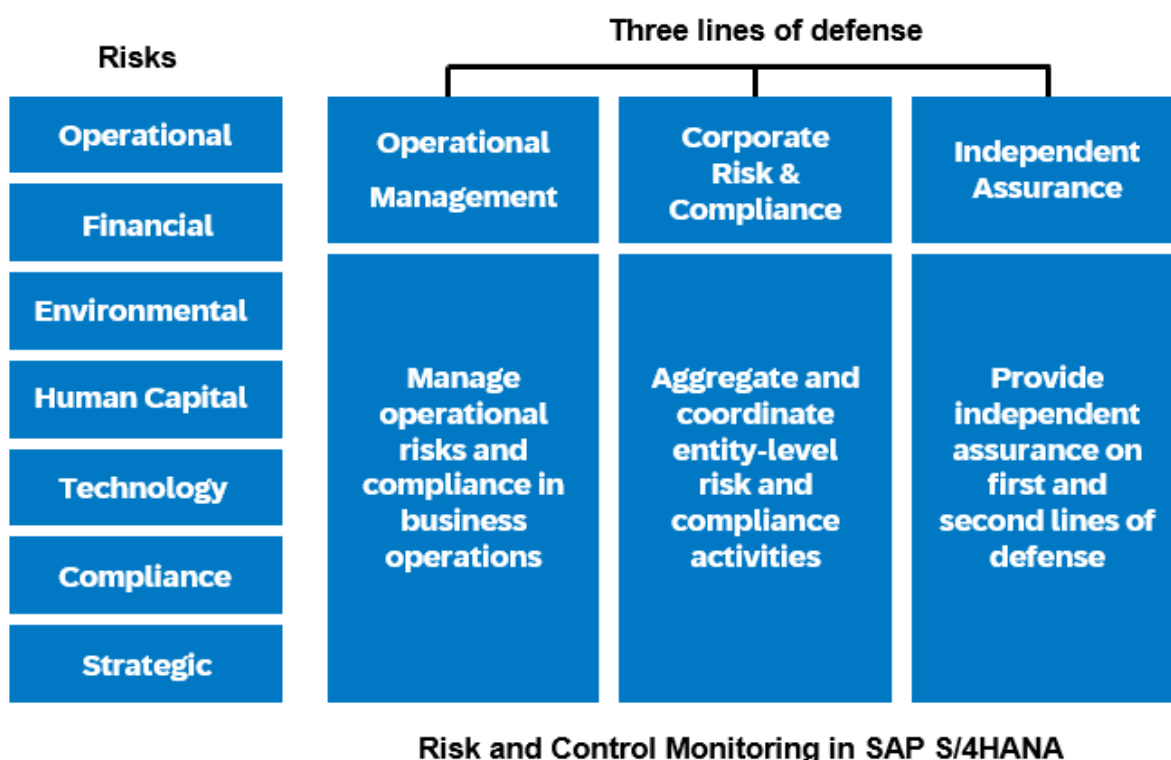 Three lines of defense
Risks
Operational
Financial
Environmental
Human Capital
Technology
Compliance
Strategic
Operational
Management
Manage
operational
risks and
compliance in
business
operations
Corporate
Risk &
Compliance
Aggregate and
coordinate
entity-level
risk and
compliance
activities
Independent
Assurance
Provide
independent
assurance on
first and
second lines of
defense
Risk and Control Monitoring in SAP S/4HANA